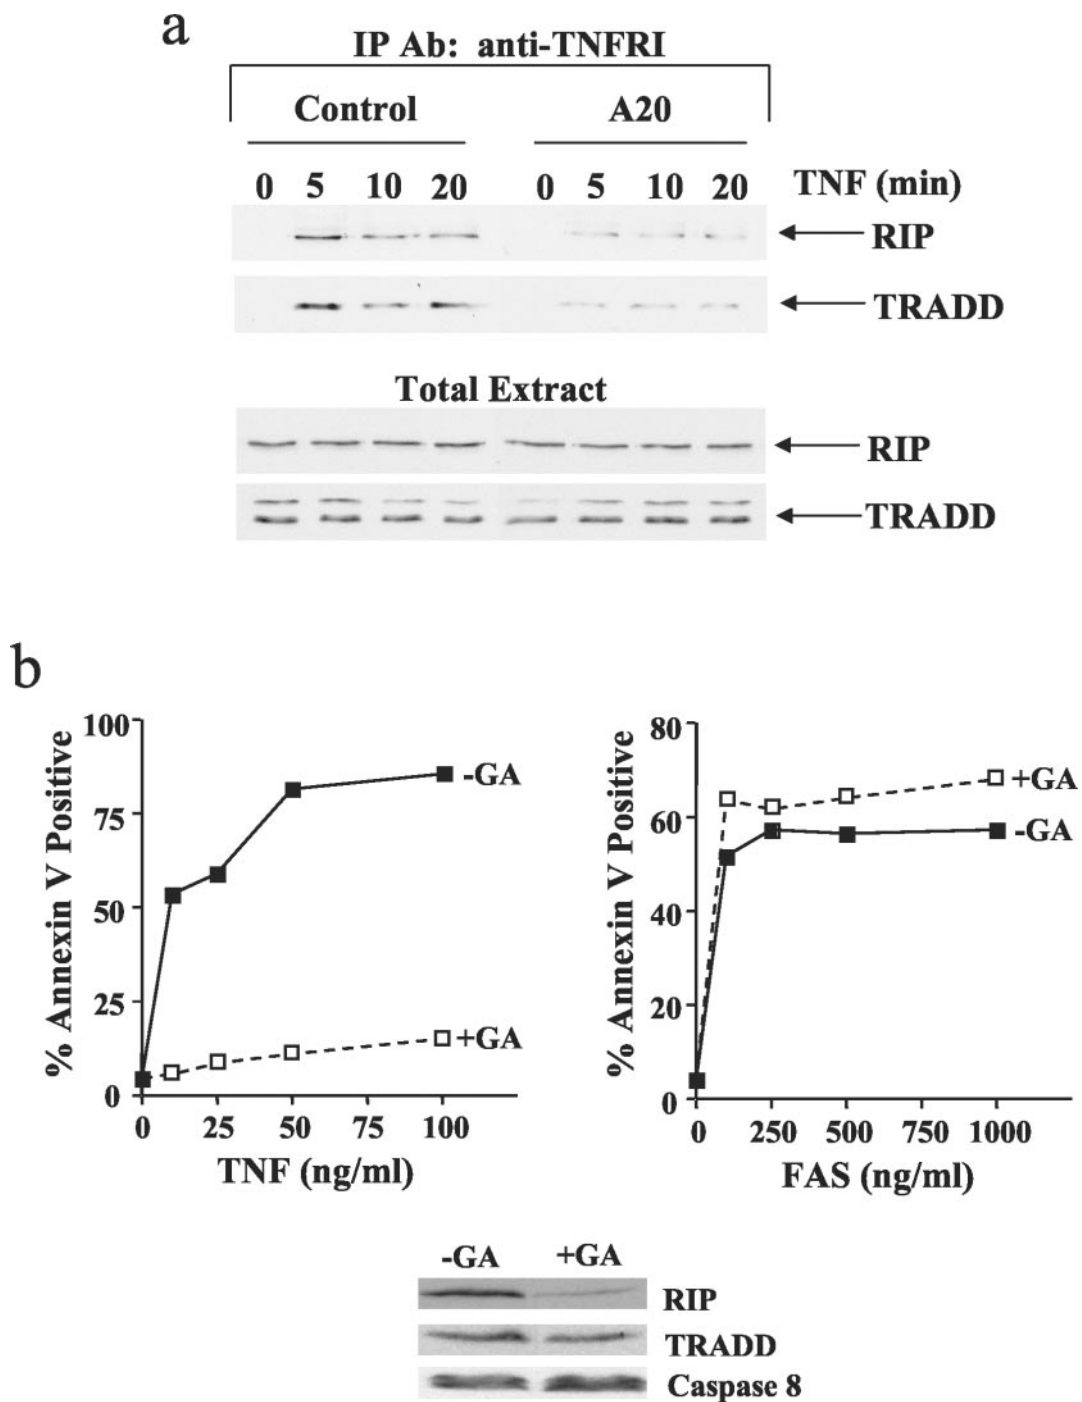 a
IP Ab: anti-TNFRI
Control A20
0 5 10 20 0 5 10 20 TNF (min)
RIP
TRADD
Total Extract
RIP
TRADD
b
100
75
50
25
0
% Annexin V Positive
-GA
+GA
0 25 50 75 100
TNF (ng/ml)
80
60
40
20
0
% Annexin V Positive
+GA
-GA
0 250 500 750 1000
FAS (ng/ml)
-GA +GA
RIP
TRADD
Caspase 8